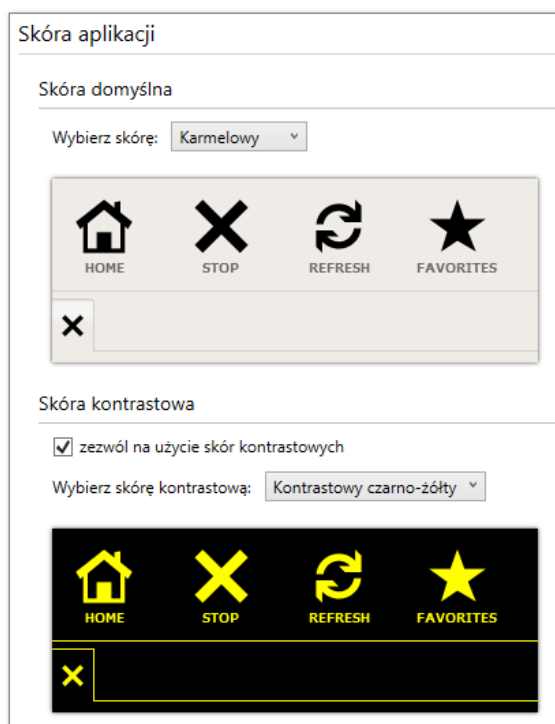 Skóra aplikacji
Skóra domyślna
Wybierz skórę: Karmelowy
HOME STOP REFRESH FAVORITES
Skóra kontrastowa
zezwól na użycie skór kontrastowych
Wybierz skórę kontrastową: Kontrastowy czarno-żółty
HOME STOP REFRESH FAVORITES